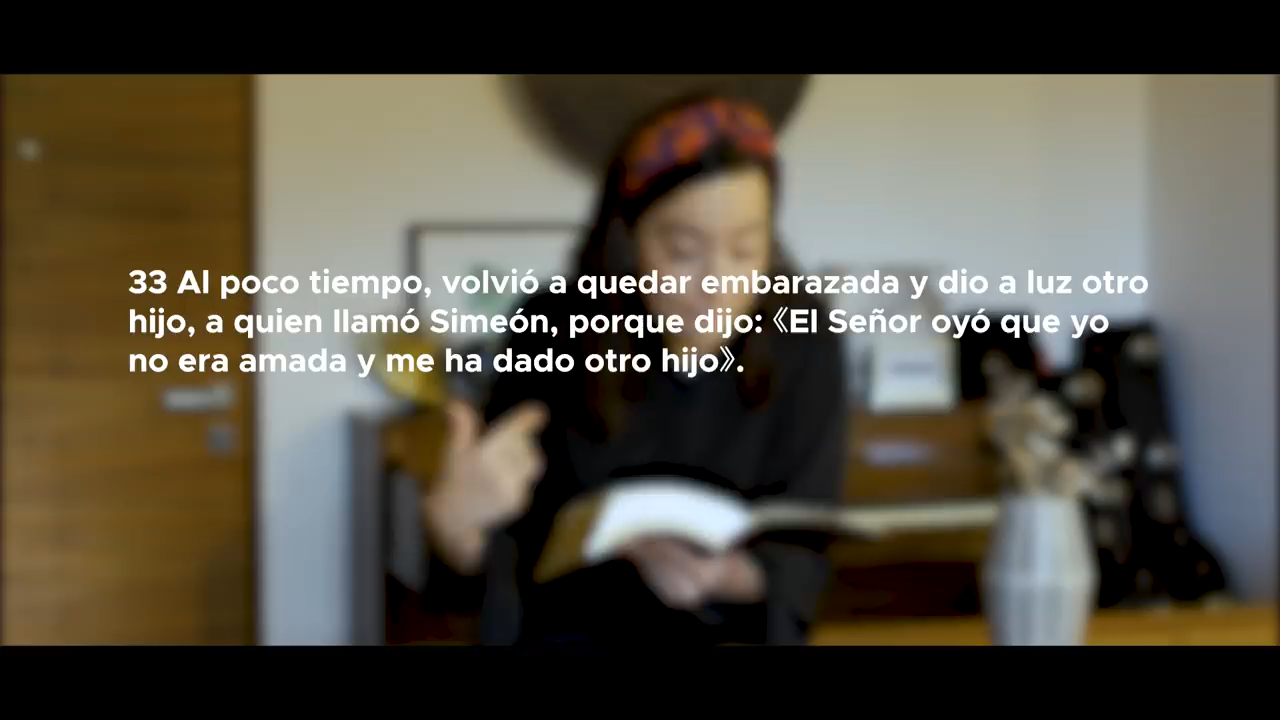 33 Al poco tiempo, volvió a quedar embarazada y dio a luz otro
hijo, a quien llamó Simeón, porque dijo: 《El Señor oyó que yo
no era amada y me ha dado otro hijo》.